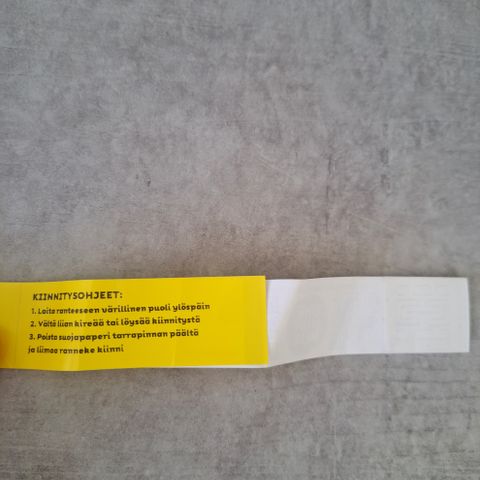 KIINNITYSOHJEET:
1. Laita ranteeseen värillinen puoli ylöspäin
2. Vältä liian kireää tai löysää kiinnitystä
3. Poista suojapaperi tarrapinnan päältä
ja liimaa ranneke kiinni